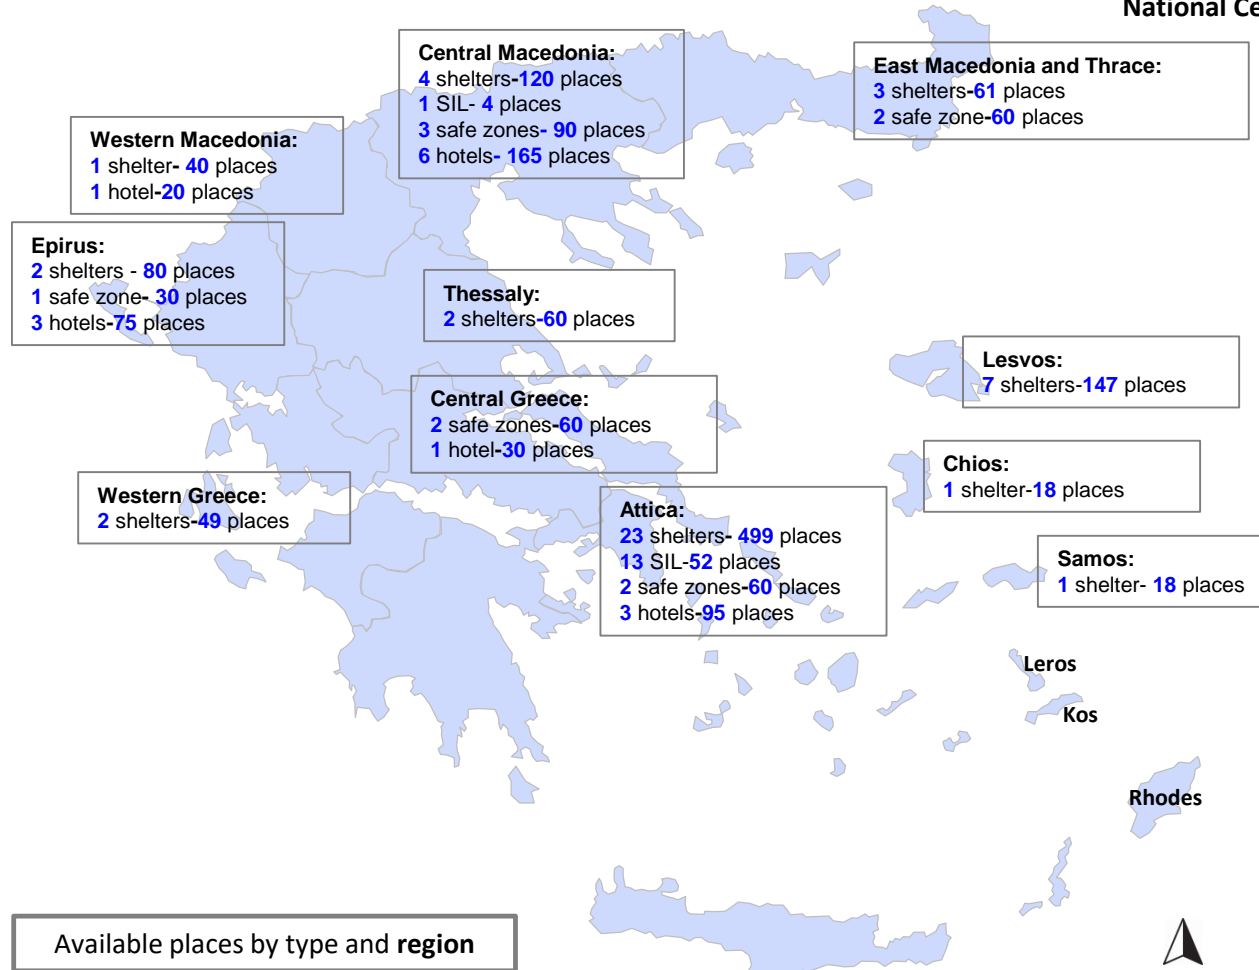 National Ce
Central Macedonia:
4 shelters-120 places
1 SIL- 4 places
3 safe zones- 90 places
6 hotels- 165 places
East Macedonia and Thrace:
3 shelters-61 places
2 safe zone-60 places
Western Macedonia:
1 shelter- 40 places
1 hotel-20 places
Epirus:
2 shelters - 80 places
1 safe zone- 30 places
3 hotels-75 places
Thessaly:
2 shelters-60 places
Lesvos:
7 shelters-147 places
Central Greece:
2 safe zones-60 places
1 hotel-30 places
Chios:
1 shelter-18 places
Western Greece:
2 shelters-49 places
Attica:
23 shelters- 499 places
13 SIL-52 places
2 safe zones-60 places
3 hotels-95 places
Samos:
1 shelter- 18 places
Leros
Kos
Rhodes
Available places by type and region